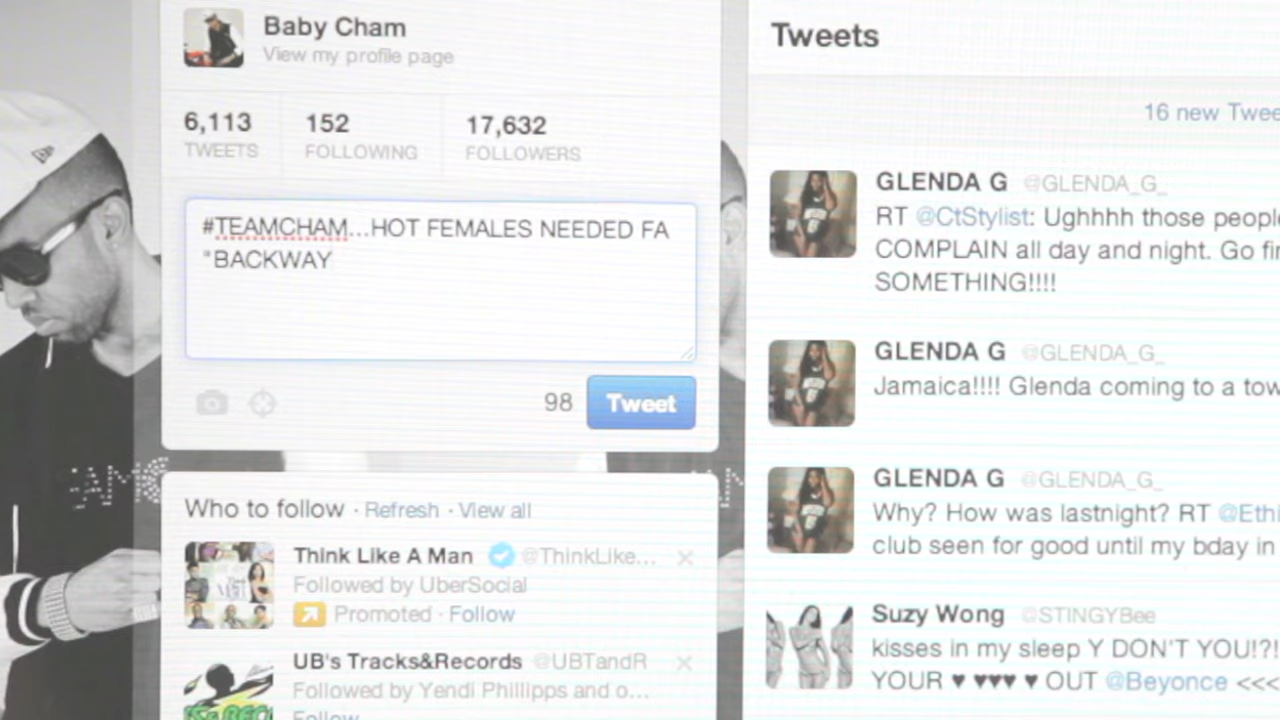 Baby Cham
View my profile page
6,113
TWEETS
152
FOLLOWING
17,632
FOLLOWERS
#TEAMCHAM...HOT FEMALES NEEDED FA
"BACKWAY
98
Tweet
Who to follow · Refresh · View all
Think Like A Man @ThinkLike...
Followed by UberSocial
Promoted · Follow
UB's Tracks&Records @UBTandR
Followed by Yendi Phillipps and o...
Follow
Tweets
16 new Twee
GLENDA G @GLENDA_G_
RT @CtStylist: Ughhhh those people
COMPLAIN all day and night. Go fin
SOMETHING!!!!
GLENDA G @GLENDA_G_
Jamaica!!!! Glenda coming to a tow
GLENDA G @GLENDA_G_
Why? How was lastnight? RT @Ethi
club seen for good until my bday in
Suzy Wong @STINGYBee
kisses in my sleep Y DON'T YOU!?!
YOUR ♥ ♥♥♥ ♥ OUT @Beyonce <<<